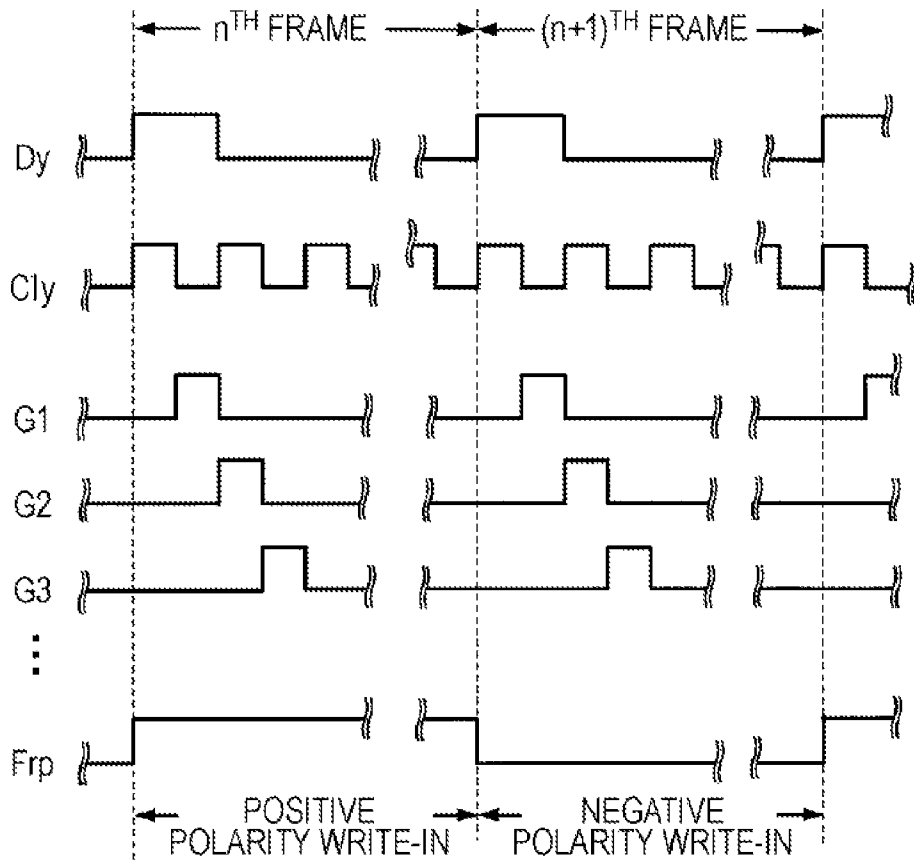 nTH FRAME
(n+1)TH FRAME
Dy
Cly
G1
G2
G3
⋮
Frp
POSITIVE
POLARITY WRITE-IN
NEGATIVE
POLARITY WRITE-IN